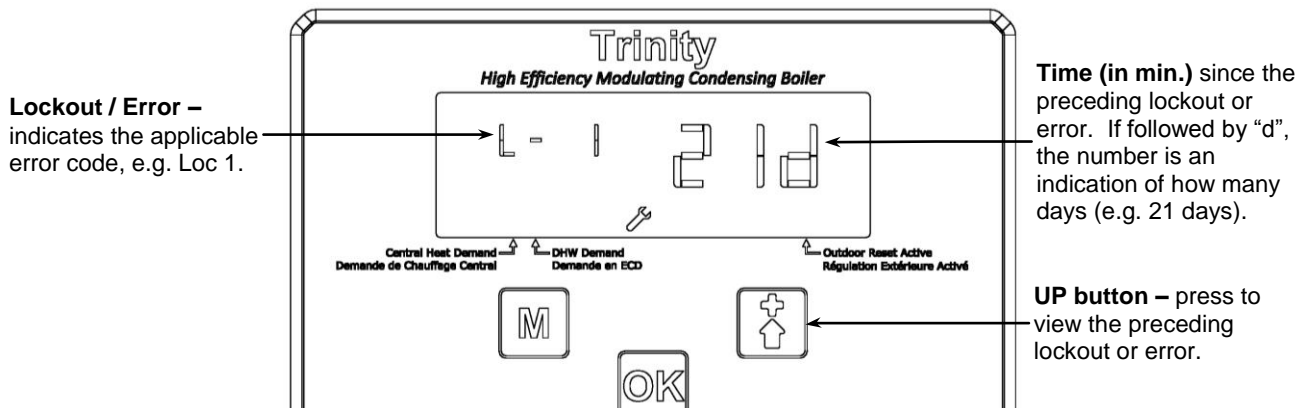 Trinity
High Efficiency Modulating Condensing Boiler
Lockout / Error –
indicates the applicable
error code, e.g. Loc 1.
L - 1 21d
Time (in min.) since the
preceding lockout or
error. If followed by “d”,
the number is an
indication of how many
days (e.g. 21 days).
Central Heat Demand
Demande de Chauffage Central
DHW Demand
Demande en ECD
Outdoor Reset Active
Régulation Extérieure Activé
M
OK
UP button – press to
view the preceding
lockout or error.